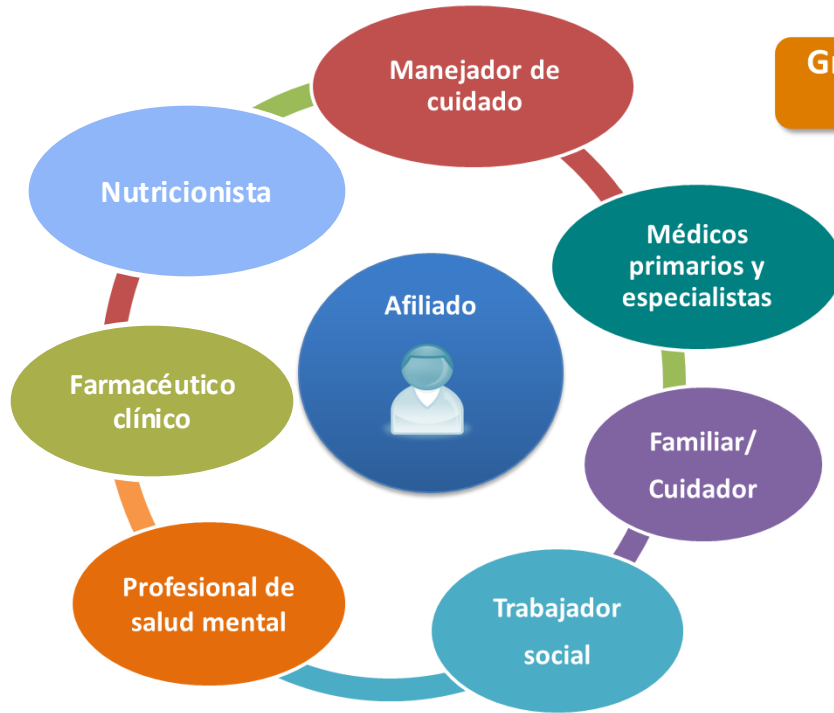 Manejador de
cuidado
Nutricionista
Médicos
primarios y
especialistas
Afiliado
Farmacéutico
clínico
Familiar/
Cuidador
Profesional de
salud mental
Trabajador
social